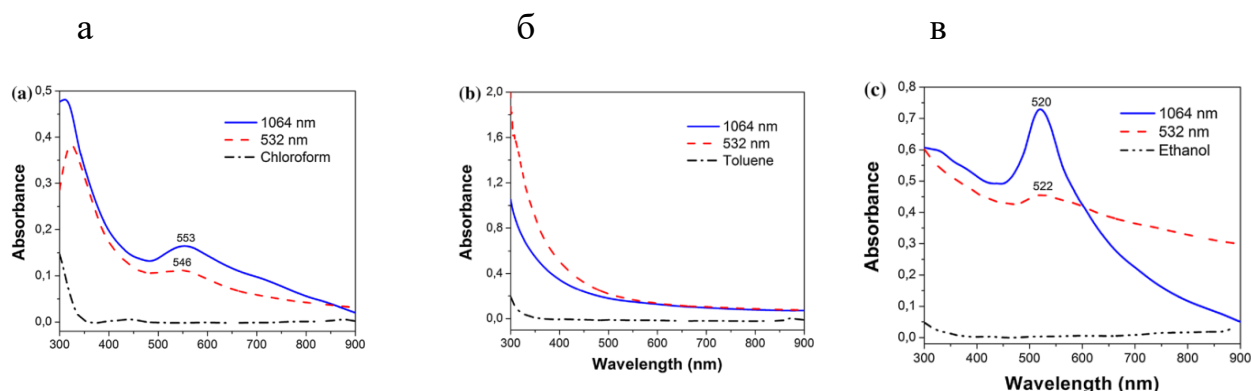 а
б
в
(a)
0,5
0,4
0,3
0,2
0,1
0,0
Absorbance
1064 nm
532 nm
Chloroform
553
546
300 400 500 600 700 800 900
Wavelength (nm)
(b)
2,0
1,6
1,2
0,8
0,4
0,0
Absorbance
1064 nm
532 nm
Toluene
300 400 500 600 700 800 900
Wavelength (nm)
(c)
0,8
0,7
0,6
0,5
0,4
0,3
0,2
0,1
0,0
Absorbance
520
522
1064 nm
532 nm
Ethanol
300 400 500 600 700 800 900
Wavelength (nm)